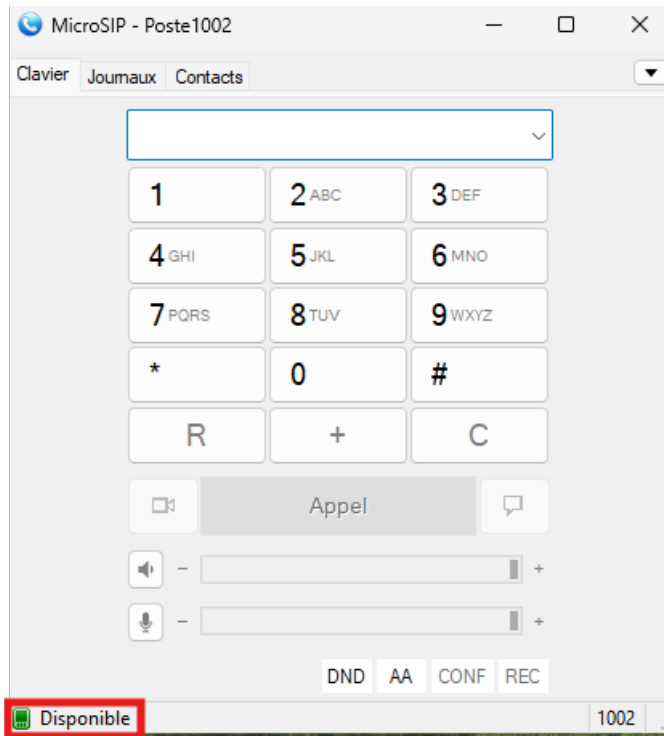 MicroSIP - Poste1002
Clavier Journaux Contacts
1 2 ABC 3 DEF
4 GHI 5 JKL 6 MNO
7 PQRS 8 TUV 9 WXYZ
* 0 #
R + C
Appel
- +
- +
DND AA CONF REC
Disponible 1002